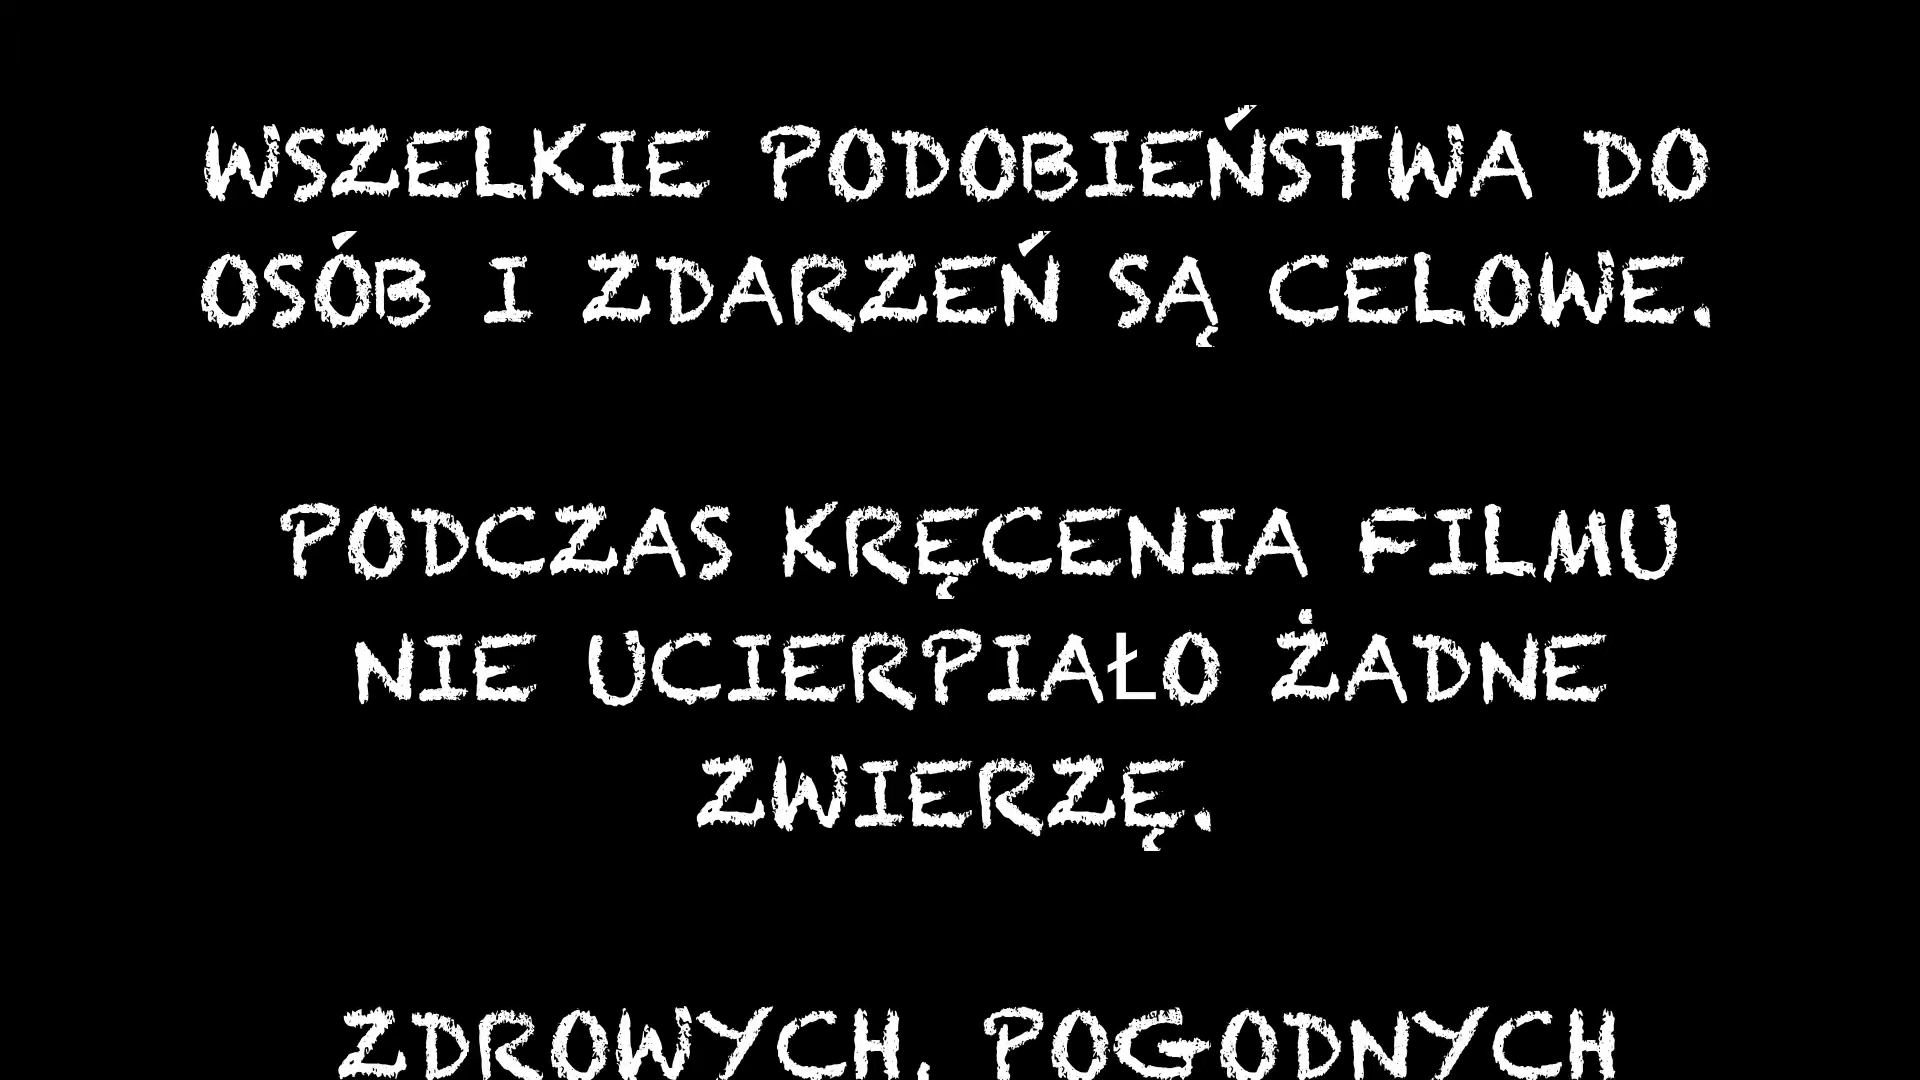 WSZELKIE PODOBIEŃSTWA DO
OSÓB I ZDARZEŃ SĄ CELOWE.
PODCZAS KRĘCENIA FILMU
NIE UCIERPIAŁO ŻADNE
ZWIERZĘ.
ZDROWYCH, POGODNYCH